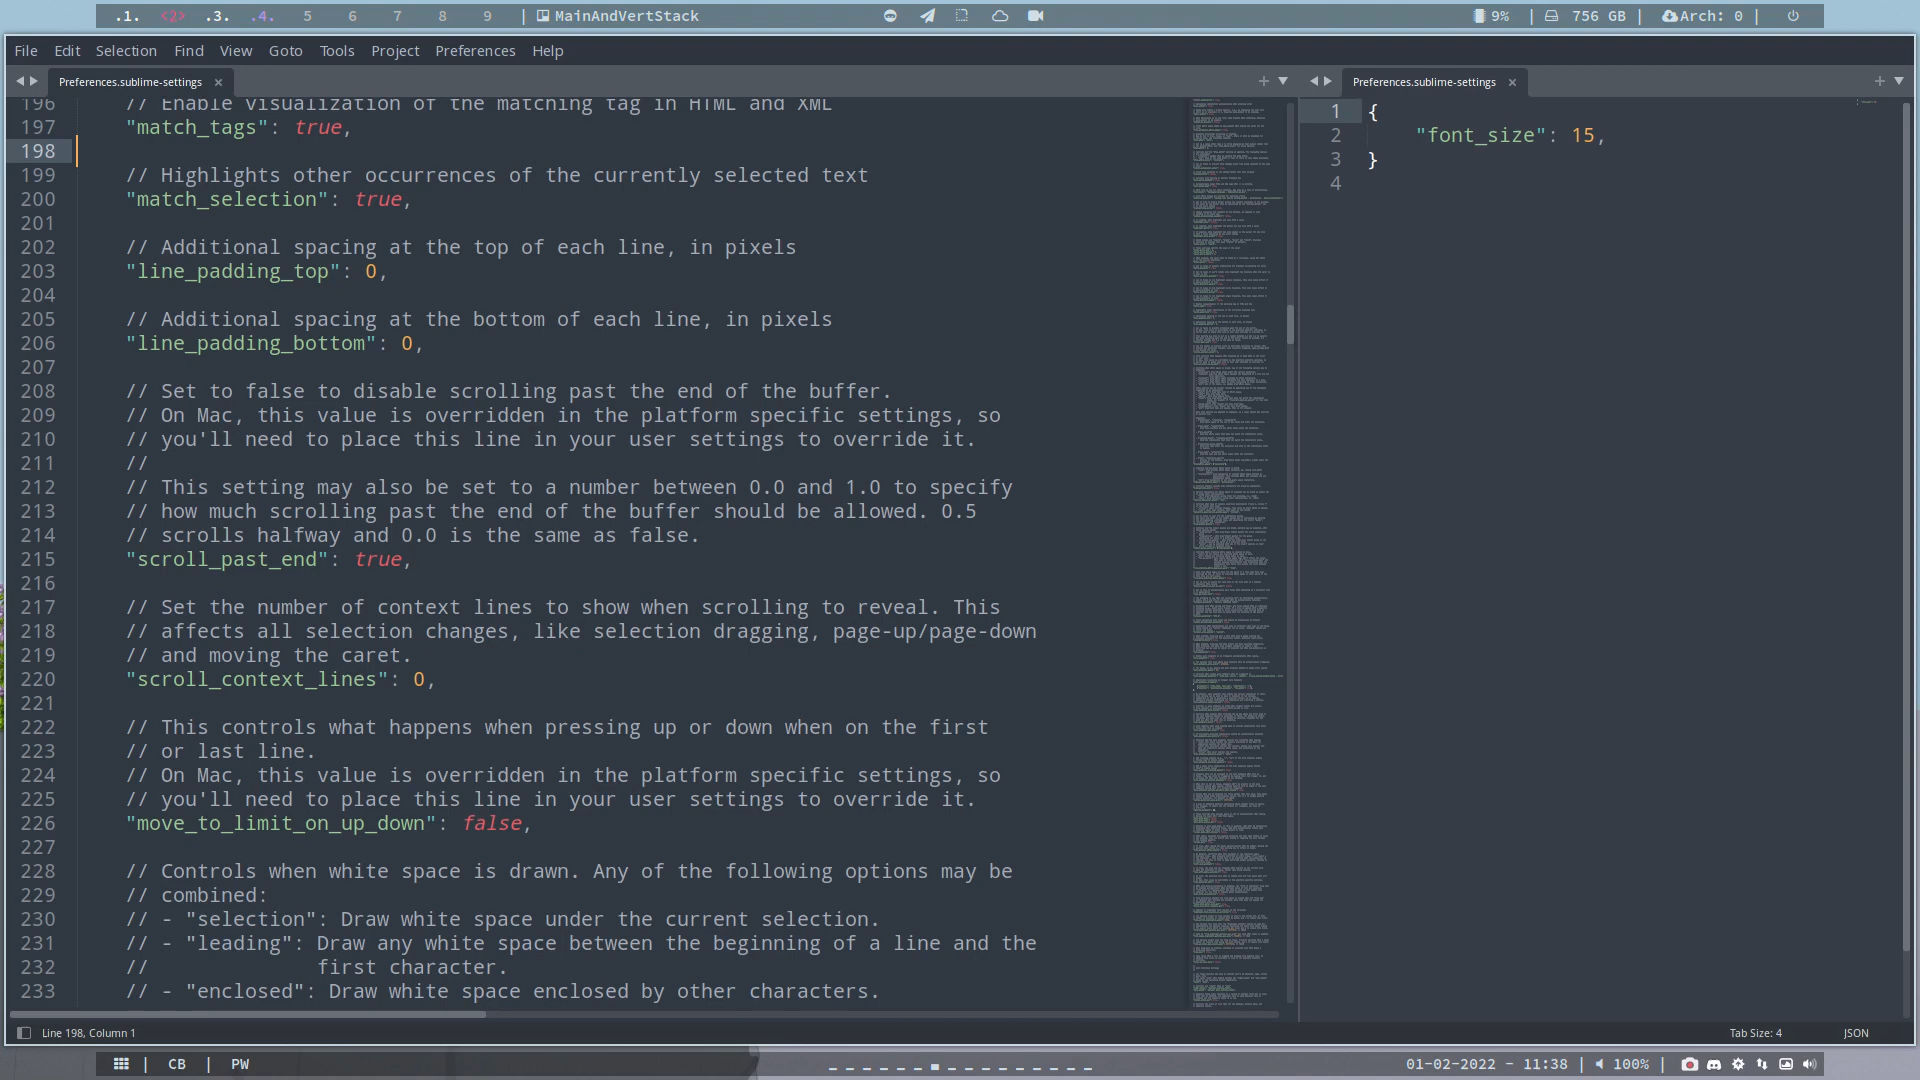 .1. <2> .3. .4. 5 6 7 8 9 | MainAndVertStack
9% | 756 GB | Arch: 0 |
File Edit Selection Find View Goto Tools Project Preferences Help
Preferences.sublime-settings ×
196 // Enable visualization of the matching tag in HTML and XML
197 "match_tags": true,
198
199 // Highlights other occurrences of the currently selected text
200 "match_selection": true,
201
202 // Additional spacing at the top of each line, in pixels
203 "line_padding_top": 0,
204
205 // Additional spacing at the bottom of each line, in pixels
206 "line_padding_bottom": 0,
207
208 // Set to false to disable scrolling past the end of the buffer.
209 // On Mac, this value is overridden in the platform specific settings, so
210 // you'll need to place this line in your user settings to override it.
211 //
212 // This setting may also be set to a number between 0.0 and 1.0 to specify
213 // how much scrolling past the end of the buffer should be allowed. 0.5
214 // scrolls halfway and 0.0 is the same as false.
215 "scroll_past_end": true,
216
217 // Set the number of context lines to show when scrolling to reveal. This
218 // affects all selection changes, like selection dragging, page-up/page-down
219 // and moving the caret.
220 "scroll_context_lines": 0,
221
222 // This controls what happens when pressing up or down when on the first
223 // or last line.
224 // On Mac, this value is overridden in the platform specific settings, so
225 // you'll need to place this line in your user settings to override it.
226 "move_to_limit_on_up_down": false,
227
228 // Controls when white space is drawn. Any of the following options may be
229 // combined:
230 // - "selection": Draw white space under the current selection.
231 // - "leading": Draw any white space between the beginning of a line and the
232 // first character.
233 // - "enclosed": Draw white space enclosed by other characters.
Preferences.sublime-settings ×
1 {
2 "font_size": 15,
3 }
4
Line 198, Column 1
Tab Size: 4
JSON
| CB | PW
01-02-2022 - 11:38 | 100% |